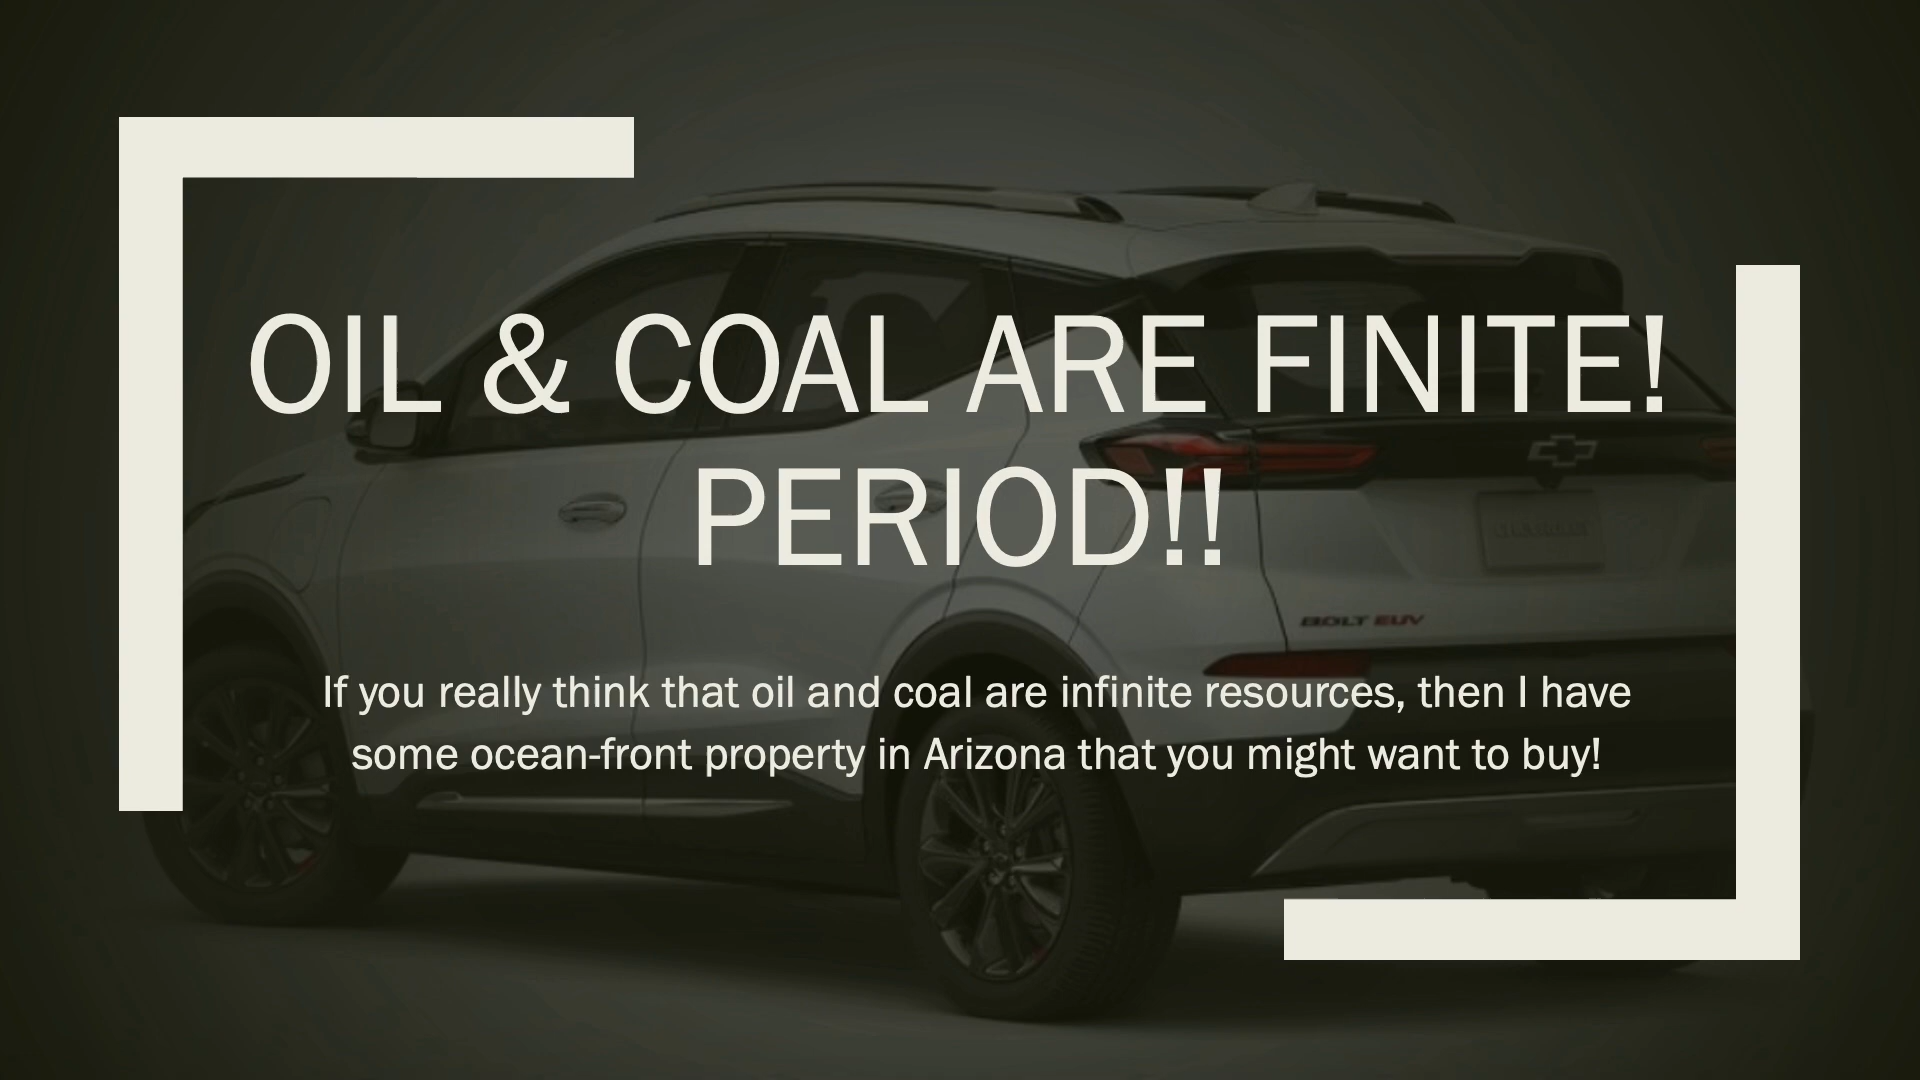 OIL & COAL ARE FINITE!
PERIOD!!
BOLT EUV
If you really think that oil and coal are infinite resources, then I have
some ocean-front property in Arizona that you might want to buy!